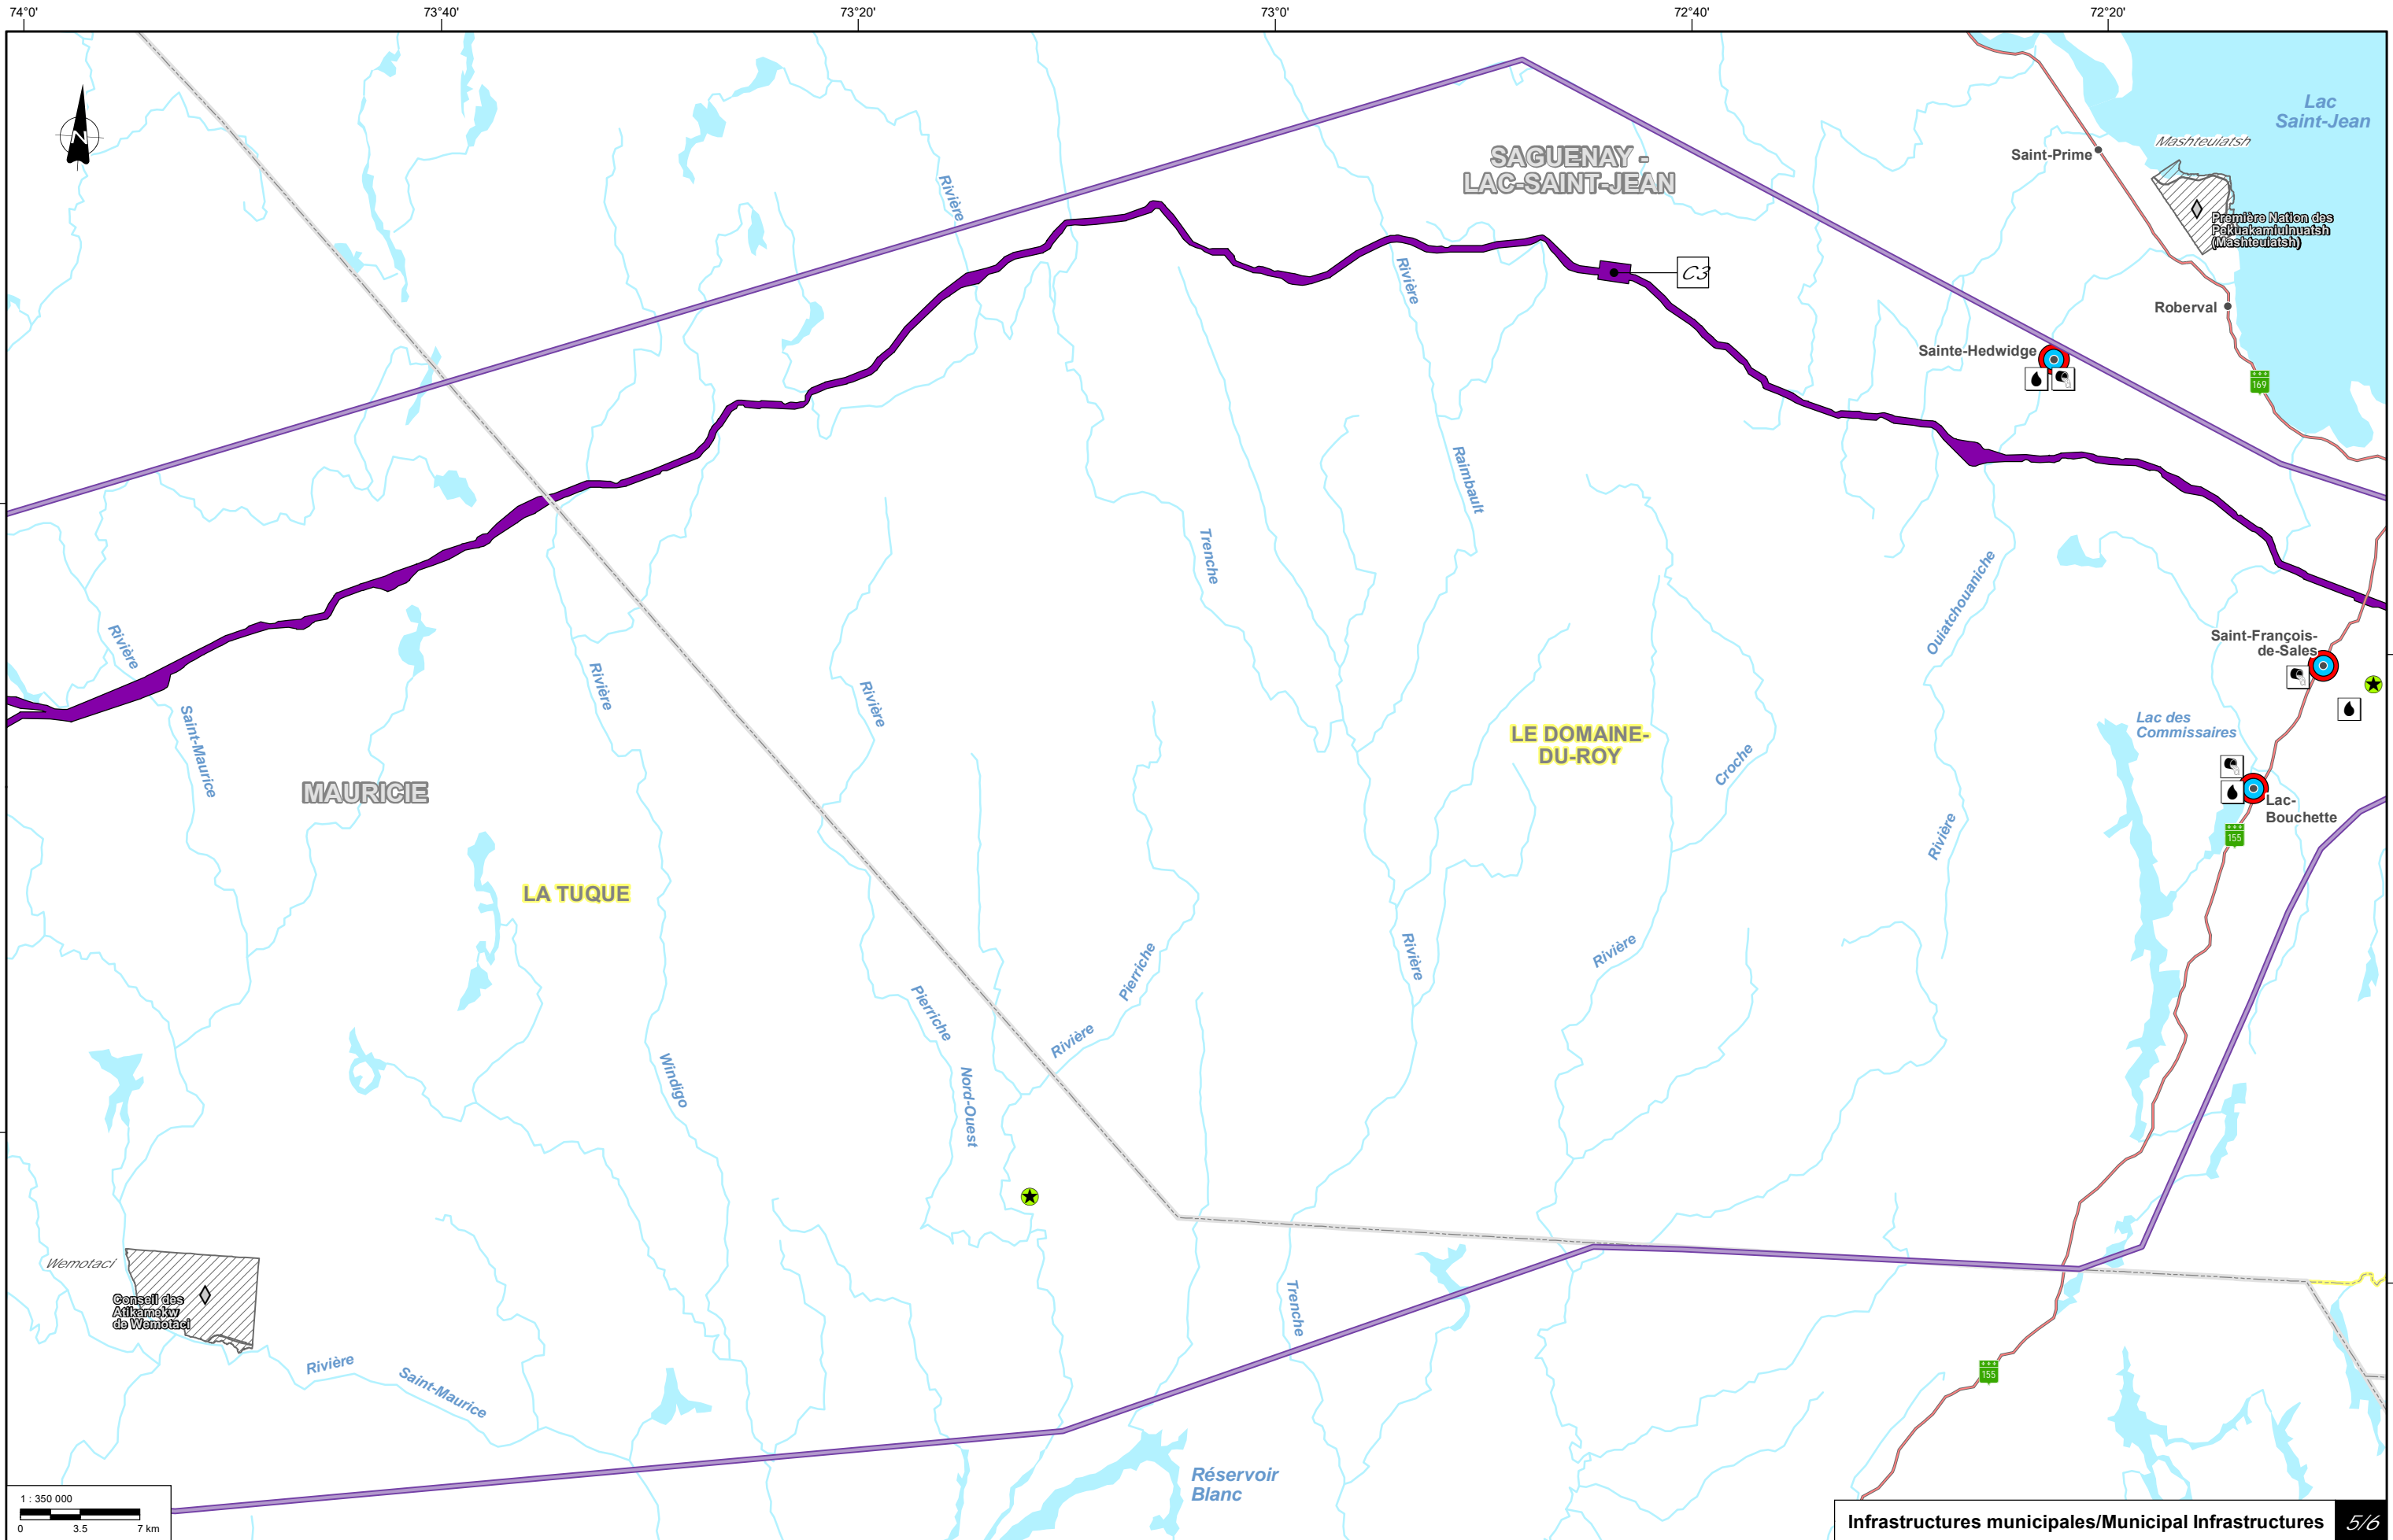 74°0'
73°40'
73°20'
73°0'
72°40'
72°20'
N
Lac
Saint-Jean
Mashteuiatsh
SAGUENAY -
LAC-SAINT-JEAN
Saint-Prime
Rivière
Première Nation des
Pekuakamiulnuatsh
(Mashteuiatsh)
C3
Rivière
Roberval
Sainte-Hedwidge
169
Raimbault
Trenche
Ouiatchouaniche
Rivière
Saint-François-
de-Sales
Rivière
Rivière
Saint-Maurice
Lac des
Commissaires
LE DOMAINE-
DU-ROY
Croche
MAURICIE
Lac-
Bouchette
155
Rivière
LA TUQUE
Rivière
Rivière
Pierriche
Pierriche
Rivière
Windigo
Nord-Ouest
Wemotaci
Conseil des
Atikamekw
de Wemotaci
Trenche
Rivière
Saint-Maurice
155
Réservoir
Blanc
1 : 350 000
0 3.5 7 km
Infrastructures municipales/Municipal Infrastructures 5/6